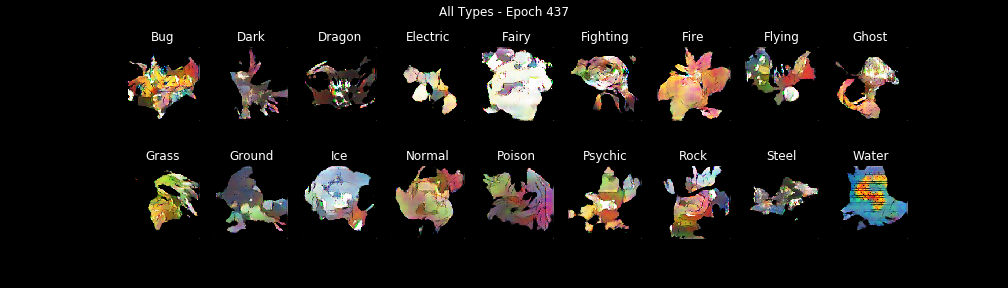 All Types - Epoch 437
Bug Dark Dragon Electric Fairy Fighting Fire Flying Ghost
Grass Ground Ice Normal Poison Psychic Rock Steel Water